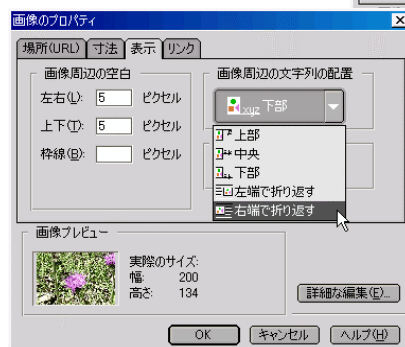 画像のプロパティ
場所(URL) 寸法 表示 リンク
画像周辺の空白
左右(L): 5 ピクセル
上下(T): 5 ピクセル
枠線(B): ピクセル
画像周辺の文字列の配置
xyz 下部
上部
中央
下部
左端で折り返す
右端で折り返す
画像プレビュー
実際のサイズ:
幅: 200
高さ: 134
詳細な編集(E)...
OK キャンセル ヘルプ(H)